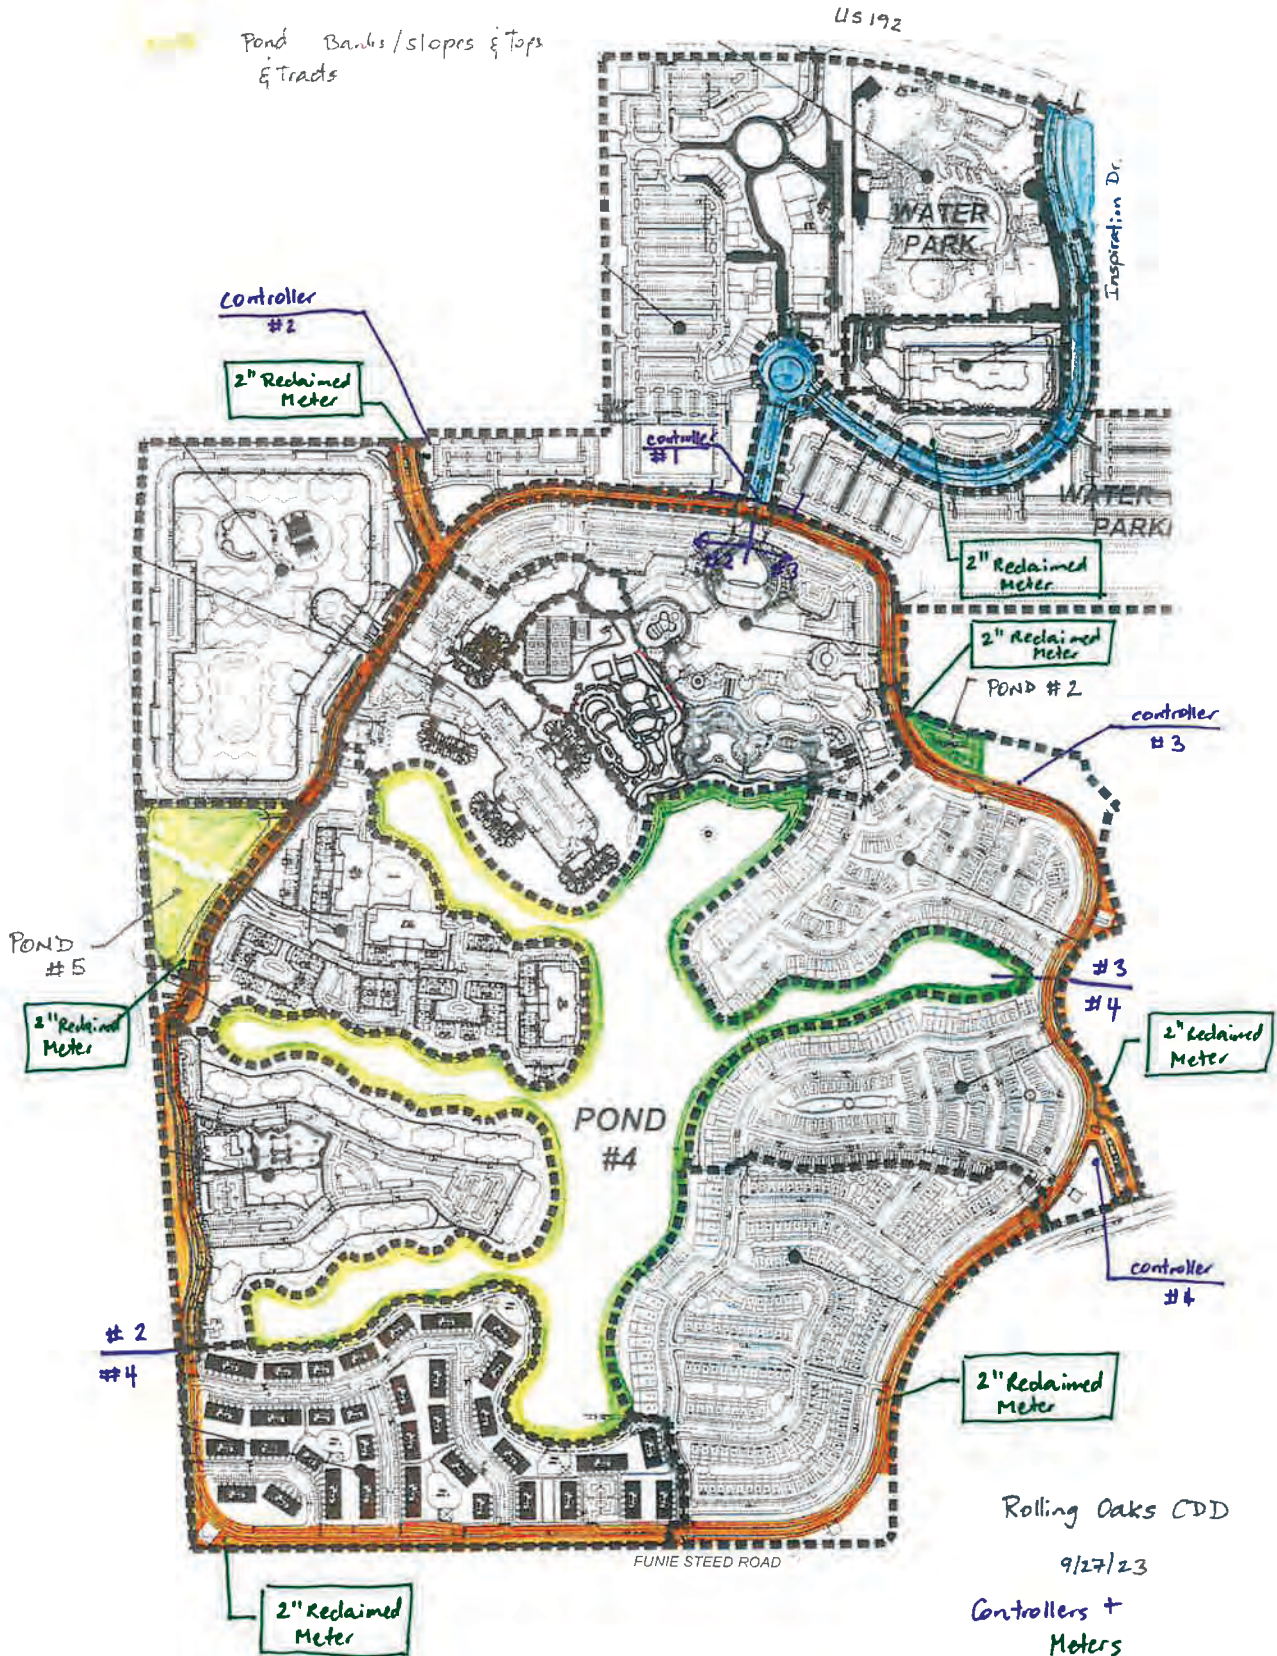 US 192
Pond Banks/slopes & Tops
& Tracts
Inspiration Dr.
WATER
PARK
controller
#2
2" Reclaimed
Meter
controller
#1
WATER
PARKI
#2
#3
2" Reclaimed
Meter
2" Reclaimed
Meter
POND #2
controller
#3
POND
#5
#3
#4
2" Reclaimed
Meter
2" Reclaimed
Meter
POND
#4
controller
#4
#2
#4
2" Reclaimed
Meter
Rolling Oaks CDD
FUNIE STEED ROAD
9/27/23
Controllers +
Meters
2" Reclaimed
Meter